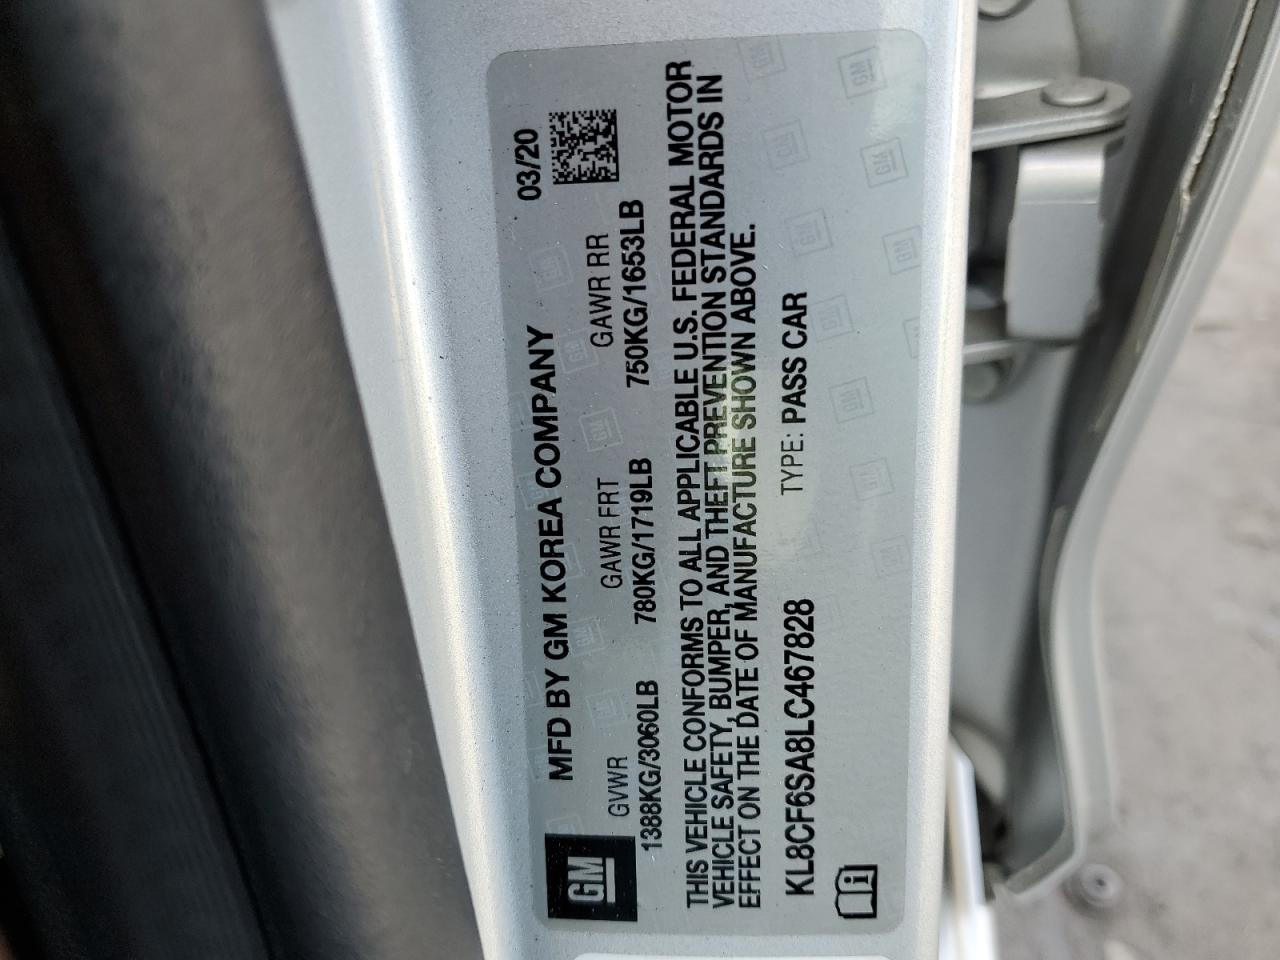 MFD BY GM KOREA COMPANY 03/20
GM
GVWR GAWR FRT GAWR RR
1388KG/3060LB 780KG/1719LB 750KG/1653LB
THIS VEHICLE CONFORMS TO ALL APPLICABLE U.S. FEDERAL MOTOR
VEHICLE SAFETY, BUMPER, AND THEFT PREVENTION STANDARDS IN
EFFECT ON THE DATE OF MANUFACTURE SHOWN ABOVE.
KL8CF6SA8LC467828 TYPE: PASS CAR